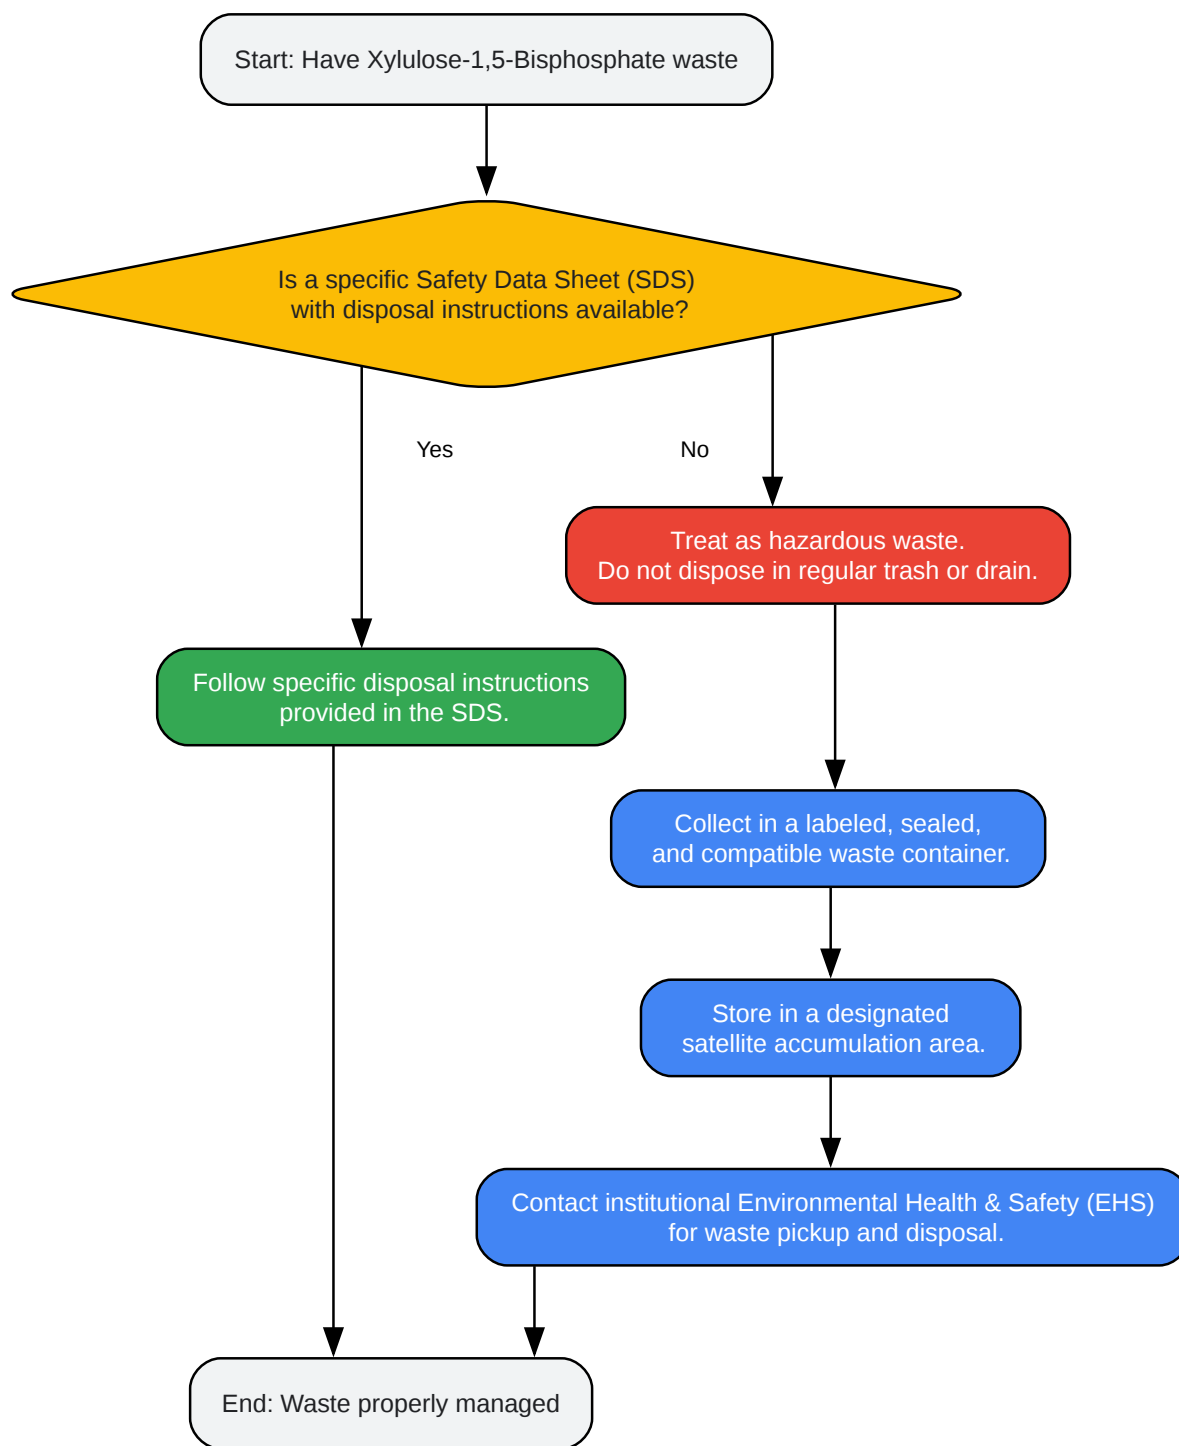 Start: Have Xylulose-1,5-Bisphosphate waste
Is a specific Safety Data Sheet (SDS)
with disposal instructions available?
Yes
No
Treat as hazardous waste.
Do not dispose in regular trash or drain.
Follow specific disposal instructions
provided in the SDS.
Collect in a labeled, sealed,
and compatible waste container.
Store in a designated
satellite accumulation area.
Contact institutional Environmental Health & Safety (EHS)
for waste pickup and disposal.
End: Waste properly managed